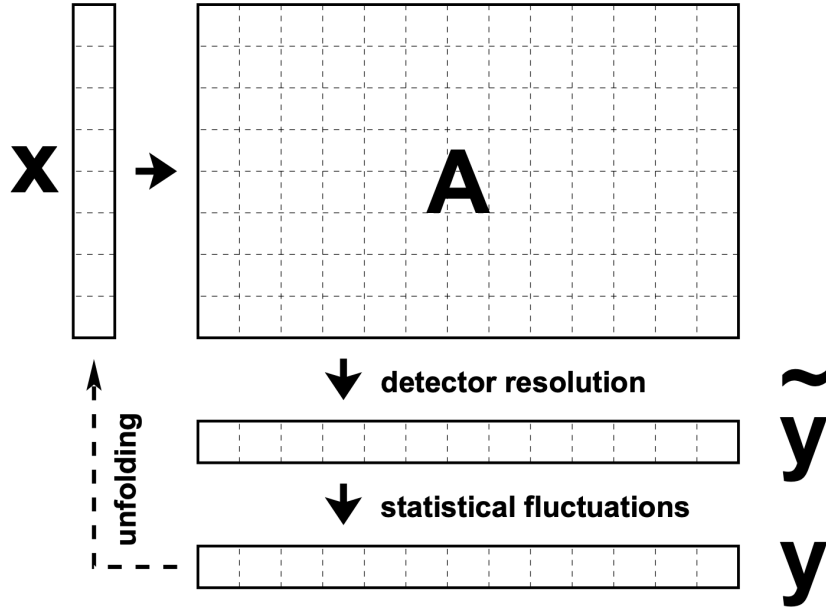 x
A
detector resolution
ỹ
unfolding
statistical fluctuations
y